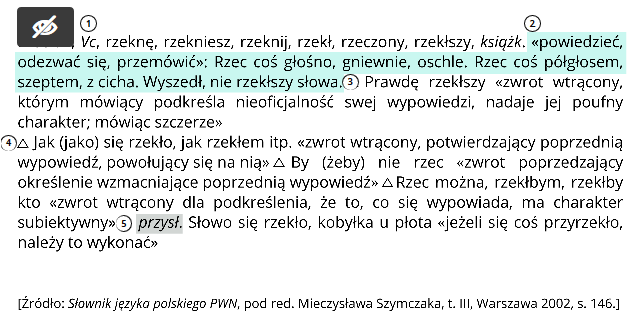 ① ②
Vc, rzeknę, rzekniesz, rzeknij, rzekł, rzeczony, rzekłszy, książk. «powiedzieć,
odezwać się, przemówić»: Rzec coś głośno, gniewnie, oschle. Rzec coś półgłosem,
szeptem, z cicha. Wyszedł, nie rzekłszy słowa.③ Prawdę rzekłszy «zwrot wtrącony,
którym mówiący podkreśla nieoficjalność swej wypowiedzi, nadaje jej poufny
charakter; mówiąc szczerze»
④△ Jak (jako) się rzekło, jak rzekłem itp. «zwrot wtrącony, potwierdzający poprzednią
wypowiedź, powołujący się na nią» △ By (żeby) nie rzec «zwrot poprzedzający
określenie wzmacniające poprzednią wypowiedź» △ Rzec można, rzekłbym, rzekłby
kto «zwrot wtrącony dla podkreślenia, że to, co się wypowiada, ma charakter
subiektywny»⑤ przysł. Słowo się rzekło, kobyłka u płota «jeżeli się coś przyrzekło,
należy to wykonać»
[Źródło: Słownik języka polskiego PWN, pod red. Mieczysława Szymczaka, t. III, Warszawa 2002, s. 146.]